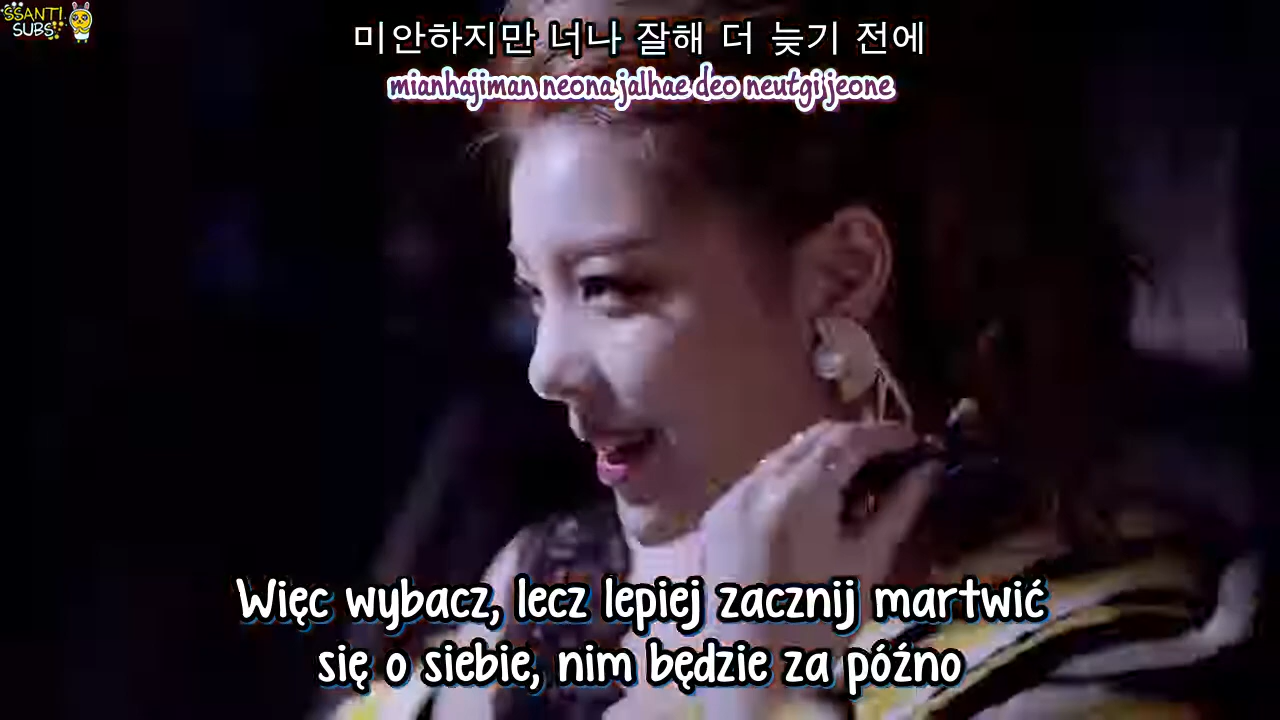 SSANTI
SUBS
미안하지만 너나 잘해 더 늦기 전에
mianhajiman neona jalhae deo neutgi jeone
Więc wybacz, lecz lepiej zacznij martwić
się o siebie, nim będzie za późno